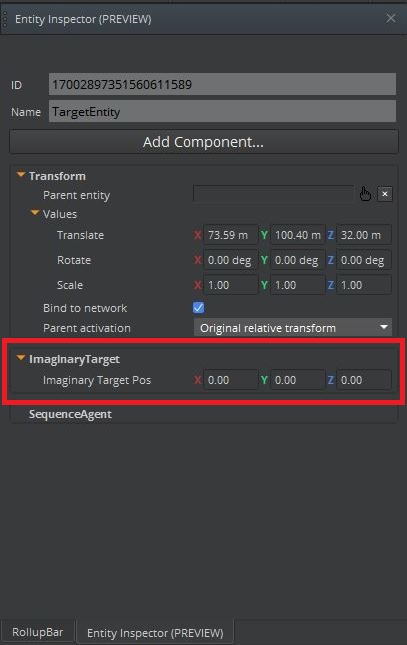 Entity Inspector (PREVIEW)
ID 17002897351560611589
Name TargetEntity
Add Component...
Transform
Parent entity
Values
Translate X 73.59 m Y 100.40 m Z 32.00 m
Rotate X 0.00 deg Y 0.00 deg Z 0.00 deg
Scale X 1.00 Y 1.00 Z 1.00
Bind to network
Parent activation Original relative transform
ImaginaryTarget
Imaginary Target Pos X 0.00 Y 0.00 Z 0.00
SequenceAgent
RollupBar Entity Inspector (PREVIEW)